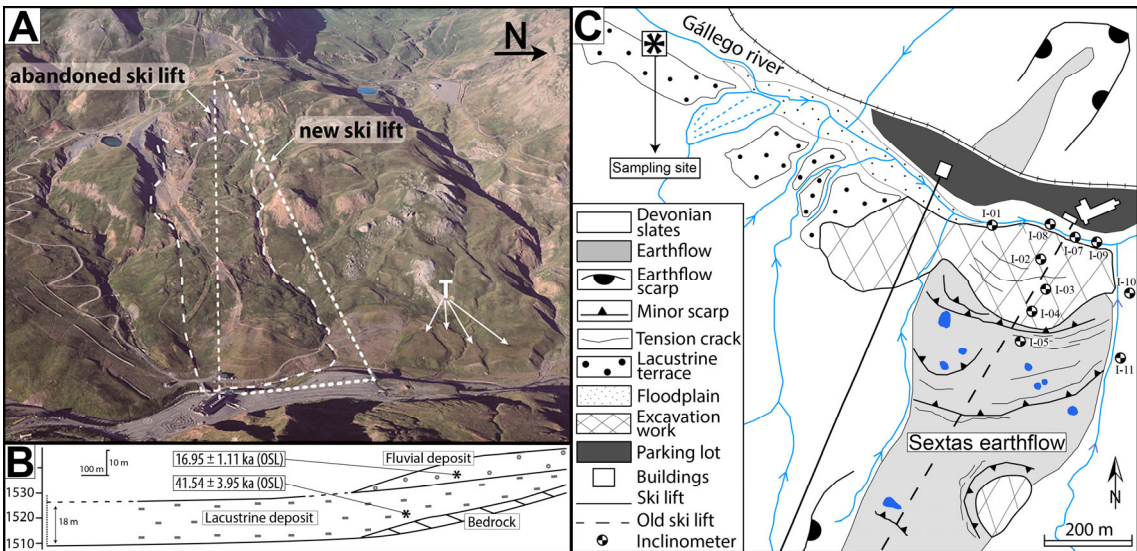 A
N
abandoned ski lift
new ski lift
T
B
100 m
10 m
16.95 ± 1.11 ka (OSL)
41.54 ± 3.95 ka (OSL)
Fluvial deposit
Lacustrine deposit
Bedrock
1530
1520
1510
18 m
C
Gállego river
Sampling site
Devonian
slates
Earthflow
Earthflow
scarp
Minor scarp
Tension crack
Lacustrine
terrace
Floodplain
Excavation
work
Parking lot
Buildings
Ski lift
Old ski lift
Inclinometer
I-01
I-08
I-07
I-09
I-02
I-10
I-03
I-04
I-05
I-11
Sextas earthflow
N
200 m